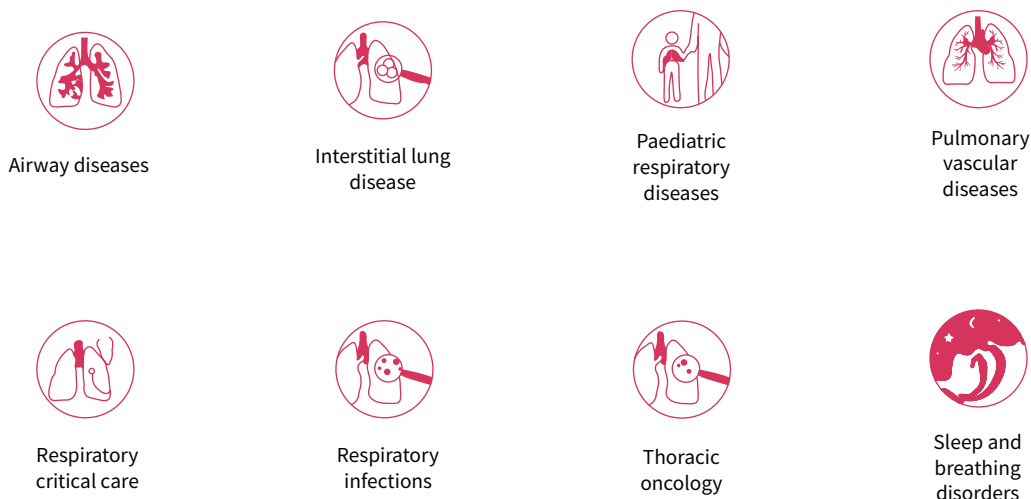 Airway diseases
Interstitial lung
disease
Paediatric
respiratory
diseases
Pulmonary
vascular
diseases
Respiratory
critical care
Respiratory
infections
Thoracic
oncology
Sleep and
breathing
disorders